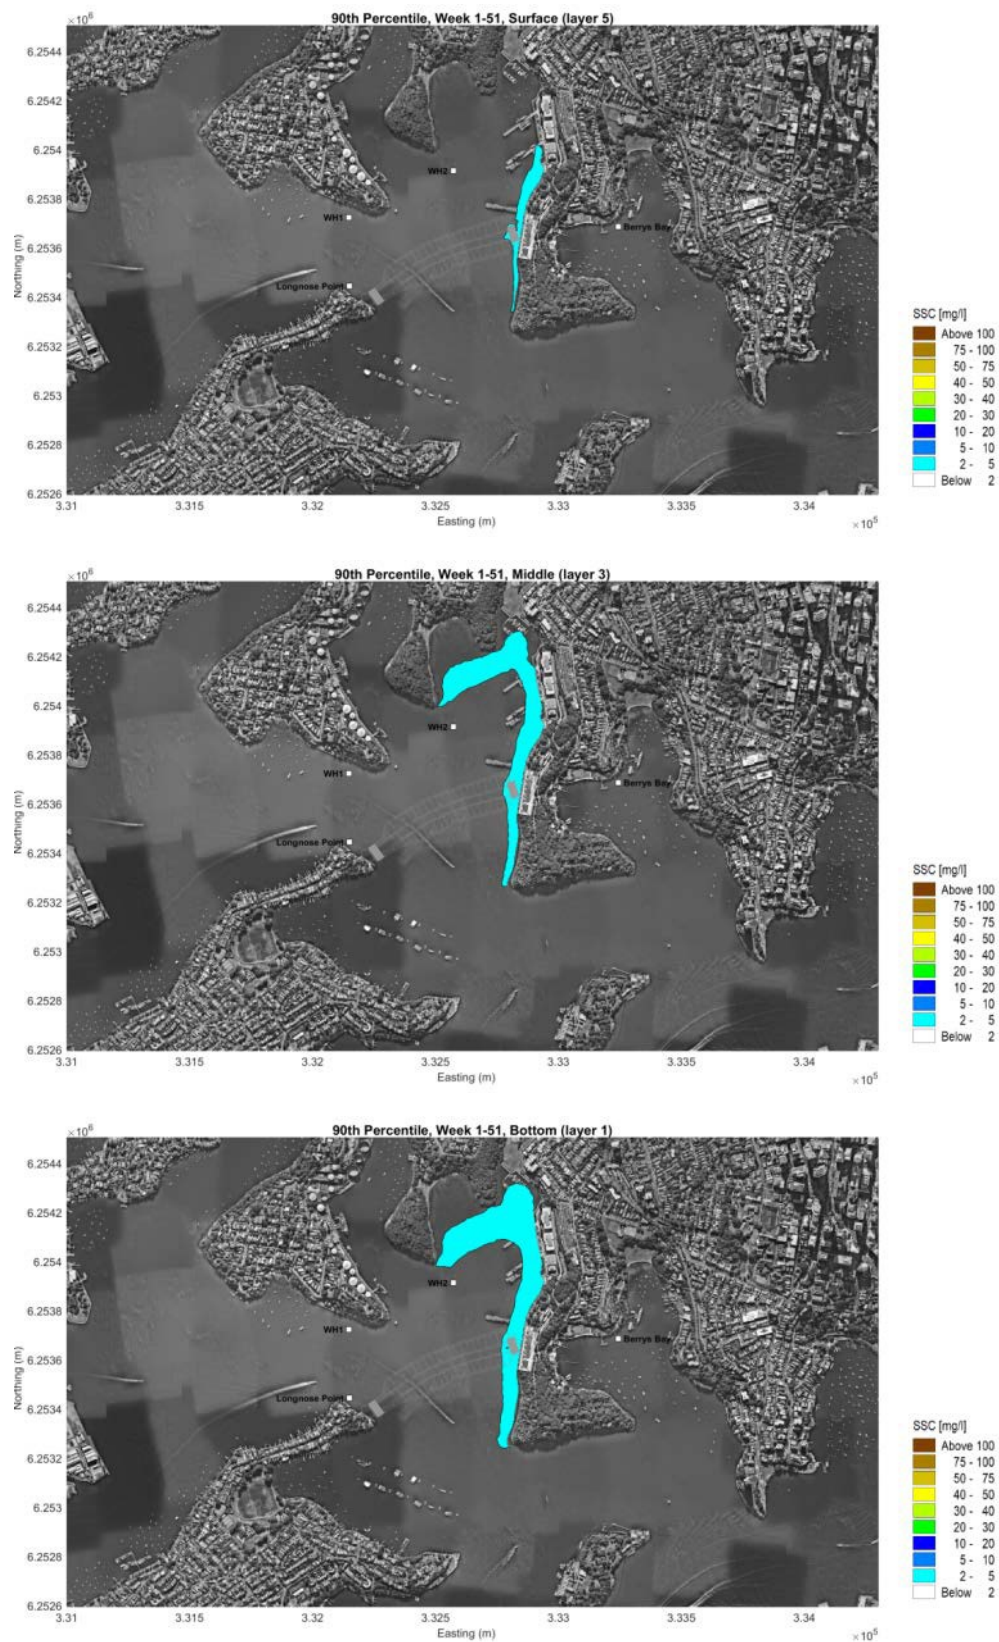 90th Percentile, Week 1-51, Surface (layer 5)
×10⁶
6.2544
6.2542
6.254
6.2538
6.2536
6.2534
6.2532
6.253
6.2528
6.2526
Northing (m)
WH2
WH1
Berrys Bay
Longnose Point
3.31 3.315 3.32 3.325 3.33 3.335 3.34
Easting (m)
×10⁵
SSC [mg/l]
Above 100
75 - 100
50 - 75
40 - 50
30 - 40
20 - 30
10 - 20
5 - 10
2 - 5
Below 2
90th Percentile, Week 1-51, Middle (layer 3)
×10⁶
6.2544
6.2542
6.254
6.2538
6.2536
6.2534
6.2532
6.253
6.2528
6.2526
Northing (m)
WH2
WH1
Berrys Bay
Longnose Point
3.31 3.315 3.32 3.325 3.33 3.335 3.34
Easting (m)
×10⁵
SSC [mg/l]
Above 100
75 - 100
50 - 75
40 - 50
30 - 40
20 - 30
10 - 20
5 - 10
2 - 5
Below 2
90th Percentile, Week 1-51, Bottom (layer 1)
×10⁶
6.2544
6.2542
6.254
6.2538
6.2536
6.2534
6.2532
6.253
6.2528
6.2526
Northing (m)
WH2
WH1
Berrys Bay
Longnose Point
3.31 3.315 3.32 3.325 3.33 3.335 3.34
Easting (m)
×10⁵
SSC [mg/l]
Above 100
75 - 100
50 - 75
40 - 50
30 - 40
20 - 30
10 - 20
5 - 10
2 - 5
Below 2